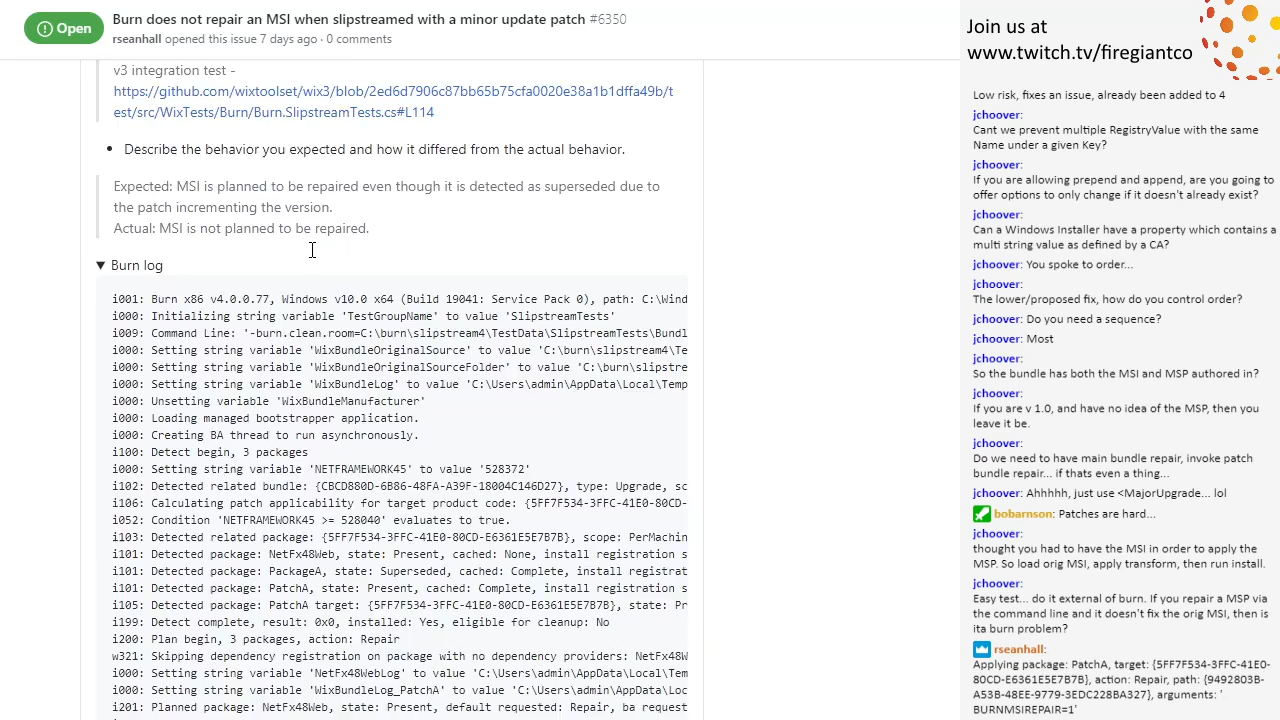 Open
Burn does not repair an MSI when slipstreamed with a minor update patch #6350
rseanhall opened this issue 7 days ago · 0 comments
v3 integration test -
https://github.com/wixtoolset/wix3/blob/2ed6d7906c87bb65b75cfa0020e38a1b1dffa49b/t
est/src/WixTests/Burn/Burn.SlipstreamTests.cs#L114
• Describe the behavior you expected and how it differed from the actual behavior.
Expected: MSI is planned to be repaired even though it is detected as superseded due to
the patch incrementing the version.
Actual: MSI is not planned to be repaired.
▼ Burn log
i001: Burn x86 v4.0.0.77, Windows v10.0 x64 (Build 19041: Service Pack 0), path: C:\Wind
i000: Initializing string variable 'TestGroupName' to value 'SlipstreamTests'
i009: Command Line: '-burn.clean.room=C:\burn\slipstream4\TestData\SlipstreamTests\Bundl
i000: Setting string variable 'WixBundleOriginalSource' to value 'C:\burn\slipstream4\Te
i000: Setting string variable 'WixBundleOriginalSourceFolder' to value 'C:\burn\slipstre
i000: Setting string variable 'WixBundleLog' to value 'C:\Users\admin\AppData\Local\Temp
i000: Unsetting variable 'WixBundleManufacturer'
i000: Loading managed bootstrapper application.
i000: Creating BA thread to run asynchronously.
i100: Detect begin, 3 packages
i000: Setting string variable 'NETFRAMEWORK45' to value '528372'
i102: Detected related bundle: {CBCD880D-6B86-48FA-A39F-18004C146D27}, type: Upgrade, sc
i106: Calculating patch applicability for target product code: {5FF7F534-3FFC-41E0-80CD-
i052: Condition 'NETFRAMEWORK45 >= 528040' evaluates to true.
i103: Detected related package: {5FF7F534-3FFC-41E0-80CD-E6361E5E7B7B}, scope: PerMachin
i101: Detected package: NetFx48Web, state: Present, cached: None, install registration s
i101: Detected package: PackageA, state: Superseded, cached: Complete, install registrat
i101: Detected package: PatchA, state: Present, cached: Complete, install registration s
i105: Detected package: PatchA target: {5FF7F534-3FFC-41E0-80CD-E6361E5E7B7B}, state: Pr
i199: Detect complete, result: 0x0, installed: Yes, eligible for cleanup: No
i200: Plan begin, 3 packages, action: Repair
w321: Skipping dependency registration on package with no dependency providers: NetFx48W
i000: Setting string variable 'NetFx48WebLog' to value 'C:\Users\admin\AppData\Local\Tem
i000: Setting string variable 'WixBundleLog_PatchA' to value 'C:\Users\admin\AppData\Loc
i201: Planned package: NetFx48Web, state: Present, default requested: Repair, ba request
Join us at
www.twitch.tv/firegiantco
Low risk, fixes an issue, already been added to 4
jchoover:
Cant we prevent multiple RegistryValue with the same
Name under a given Key?
jchoover:
If you are allowing prepend and append, are you going to
offer options to only change if it doesn't already exist?
jchoover:
Can a Windows Installer have a property which contains a
multi string value as defined by a CA?
jchoover: You spoke to order...
jchoover:
The lower/proposed fix, how do you control order?
jchoover: Do you need a sequence?
jchoover: Most
jchoover:
So the bundle has both the MSI and MSP authored in?
jchoover:
If you are v 1.0, and have no idea of the MSP, then you
leave it be.
jchoover:
Do we need to have main bundle repair, invoke patch
bundle repair... if thats even a thing...
jchoover: Ahhhhh, just use <MajorUpgrade... lol
bobarnson: Patches are hard...
jchoover:
thought you had to have the MSI in order to apply the
MSP. So load orig MSI, apply transform, then run install.
jchoover:
Easy test... do it external of burn. If you repair a MSP via
the command line and it doesn't fix the orig MSI, then is
ita burn problem?
rseanhall:
Applying package: PatchA, target: {5FF7F534-3FFC-41E0-
80CD-E6361E5E7B7B}, action: Repair, path: {9492803B-
A53B-48EE-9779-3EDC228BA327}, arguments: '
BURNMSIREPAIR=1'